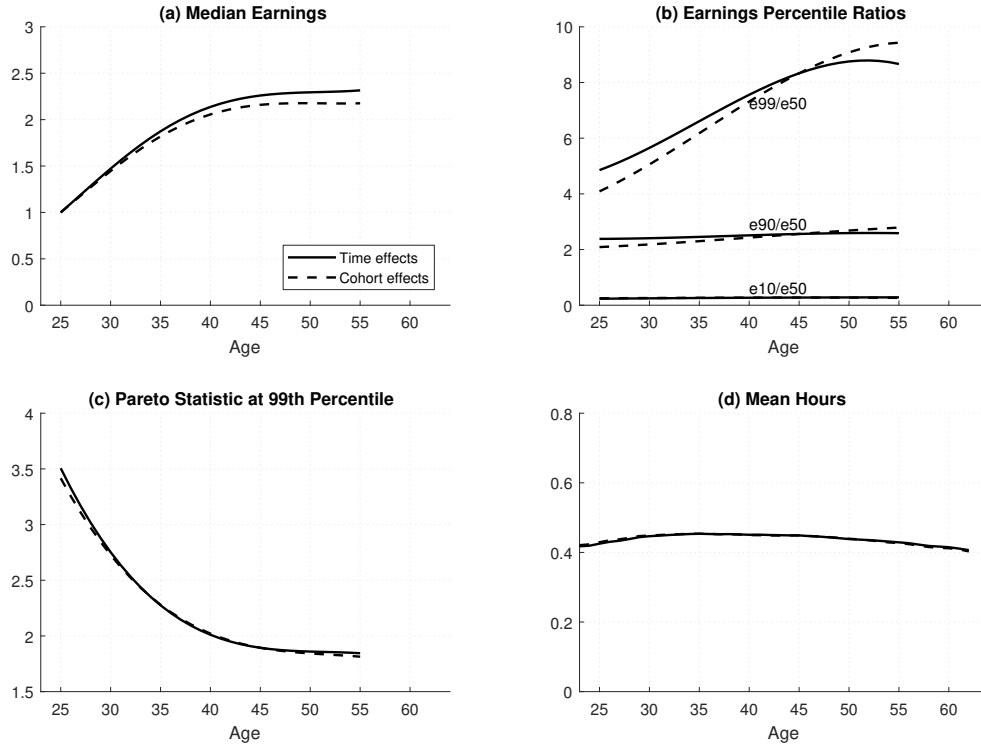 (a) Median Earnings
3
2.5
2
1.5
1
0.5
0
25 30 35 40 45 50 55 60
Age
Time effects
Cohort effects
(b) Earnings Percentile Ratios
10
8
6
4
2
0
e99/e50
e90/e50
e10/e50
25 30 35 40 45 50 55 60
Age
(c) Pareto Statistic at 99th Percentile
4
3.5
3
2.5
2
1.5
25 30 35 40 45 50 55 60
Age
(d) Mean Hours
0.8
0.6
0.4
0.2
0
25 30 35 40 45 50 55 60
Age